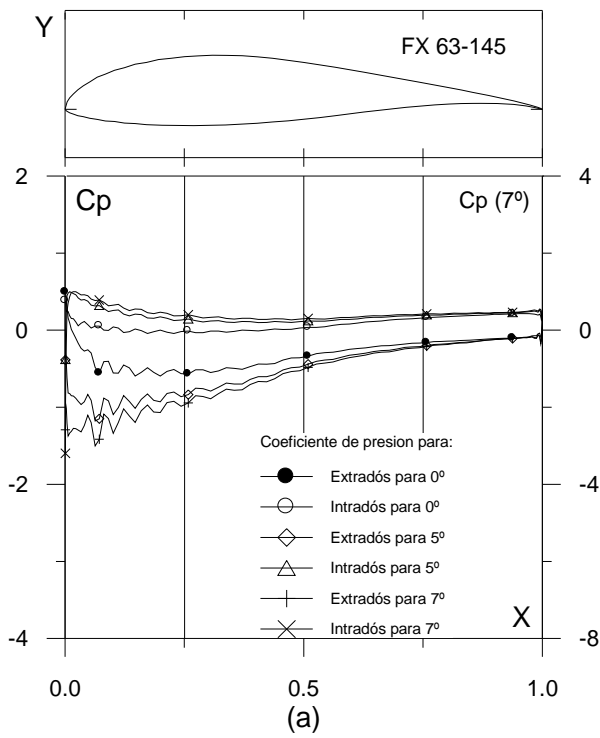 Y
FX 63-145
2
4
Cp
Cp (7º)
0
0
Coeficiente de presion para:
Extradós para 0º
Intradós para 0º
-2
-4
Extradós para 5º
Intradós para 5º
Extradós para 7º
Intradós para 7º
X
-4
-8
0.0
0.5
1.0
(a)